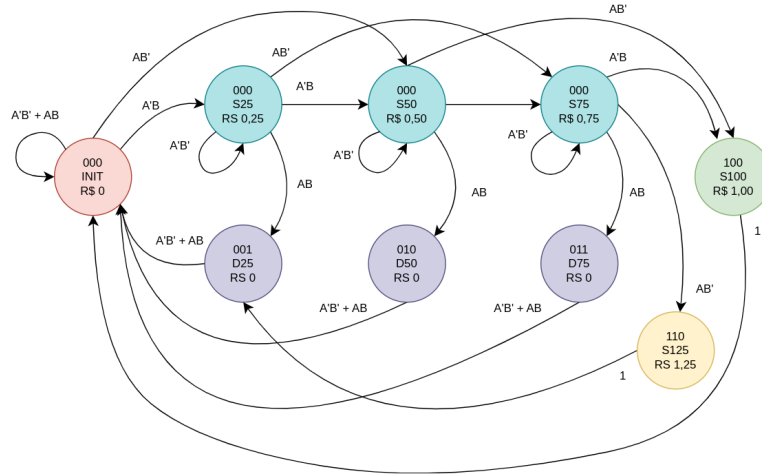 AB'
AB'
AB'
A'B' + AB
A'B
000
S25
RS 0,25
A'B
000
S50
R$ 0,50
000
S75
R$ 0,75
A'B
A'B'
A'B'
A'B'
000
INIT
R$ 0
100
S100
R$ 1,00
AB
AB
AB
1
A'B' + AB
001
D25
RS 0
010
D50
RS 0
011
D75
RS 0
A'B' + AB
A'B' + AB
AB'
110
S125
RS 1,25
1